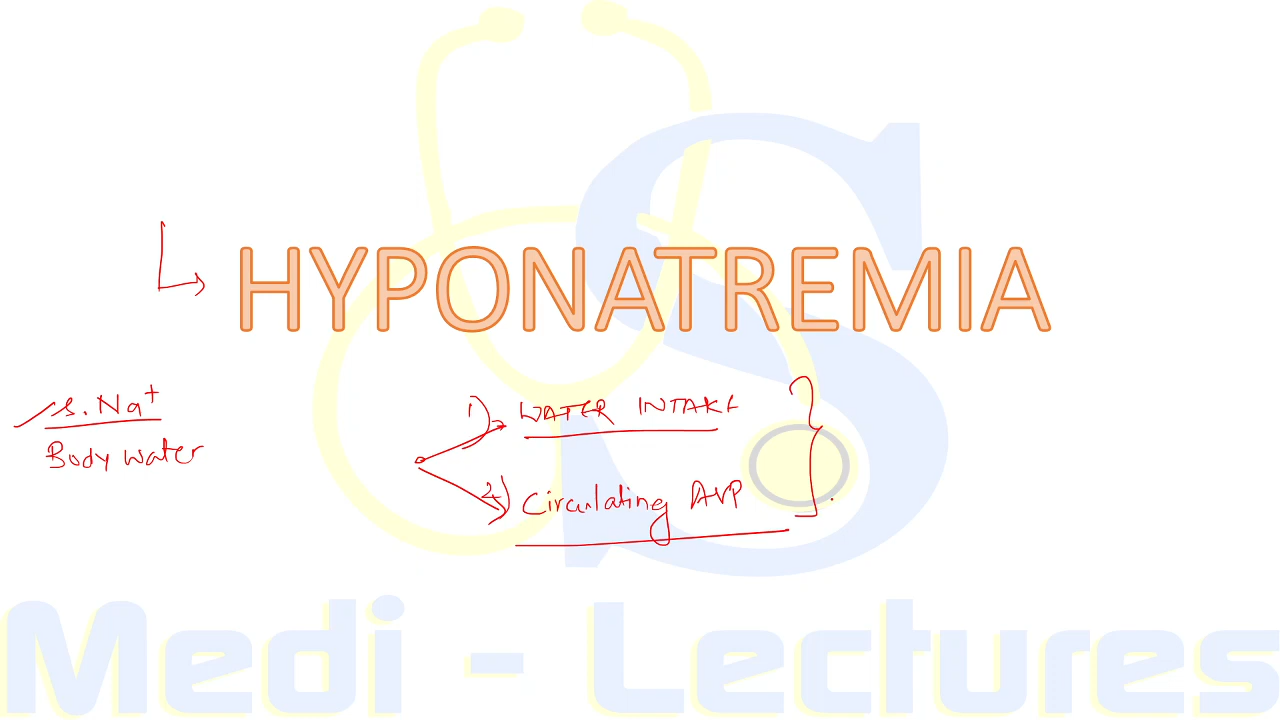 HYPONATREMIA
s. Na+
Body water
1) WATER INTAKE
2) Circulating AVP
Medi - Lectures